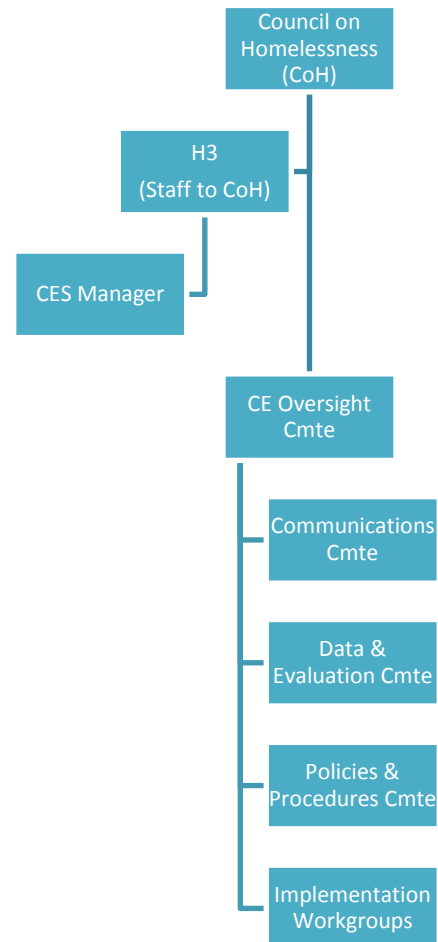 Council on
Homelessness
(CoH)
H3
(Staff to CoH)
CES Manager
CE Oversight
Cmte
Communications
Cmte
Data &
Evaluation Cmte
Policies &
Procedures Cmte
Implementation
Workgroups